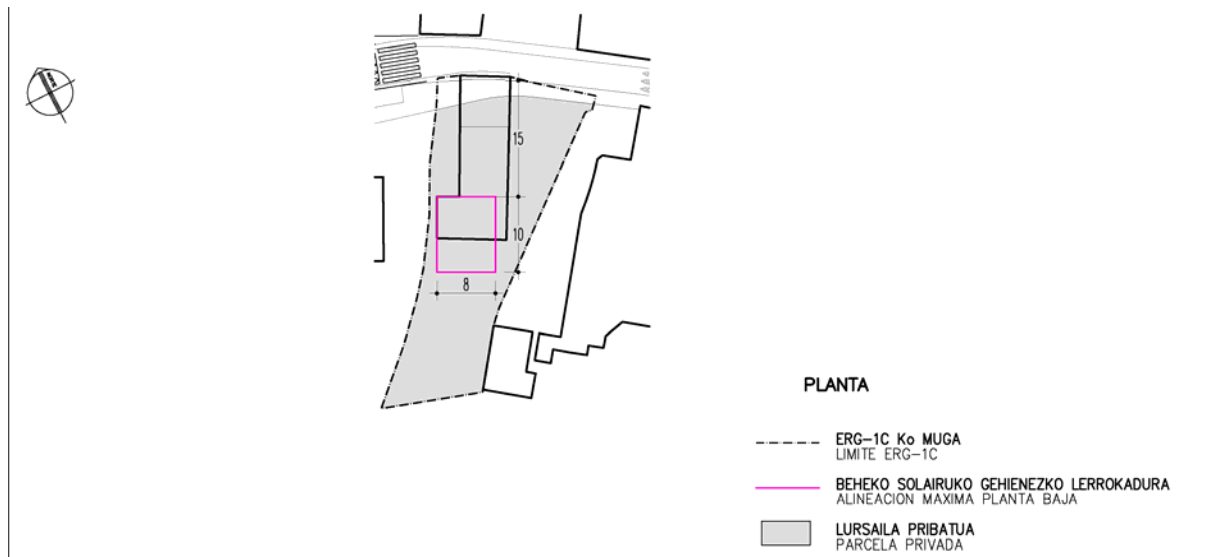 15
10
8
PLANTA
ERG-1C Ko MUGA
LIMITE ERG-1C
BEHEKO SOLAIRUKO GEHIENEZKO LERROKADURA
ALINEACION MAXIMA PLANTA BAJA
LURSAILA PRIBATUA
PARCELA PRIVADA